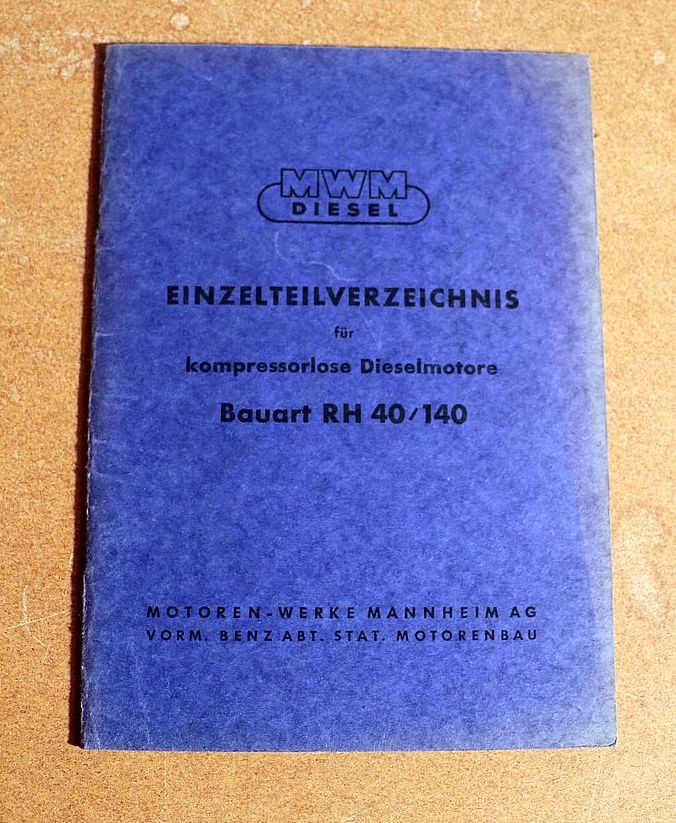 MWM
DIESEL
EINZELTEILVERZEICHNIS
für
kompressorlose Dieselmotore
Bauart RH 40/140
MOTOREN-WERKE MANNHEIM AG
VORM. BENZ ABT. STAT. MOTORENBAU